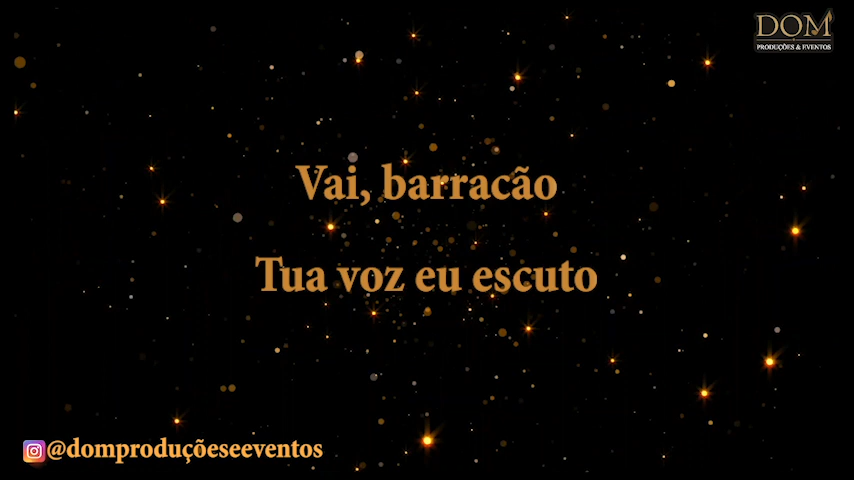 DOM
PRODUÇÕES & EVENTOS
Vai, barracão
Tua voz eu escuto
@domproduçõeseeventos